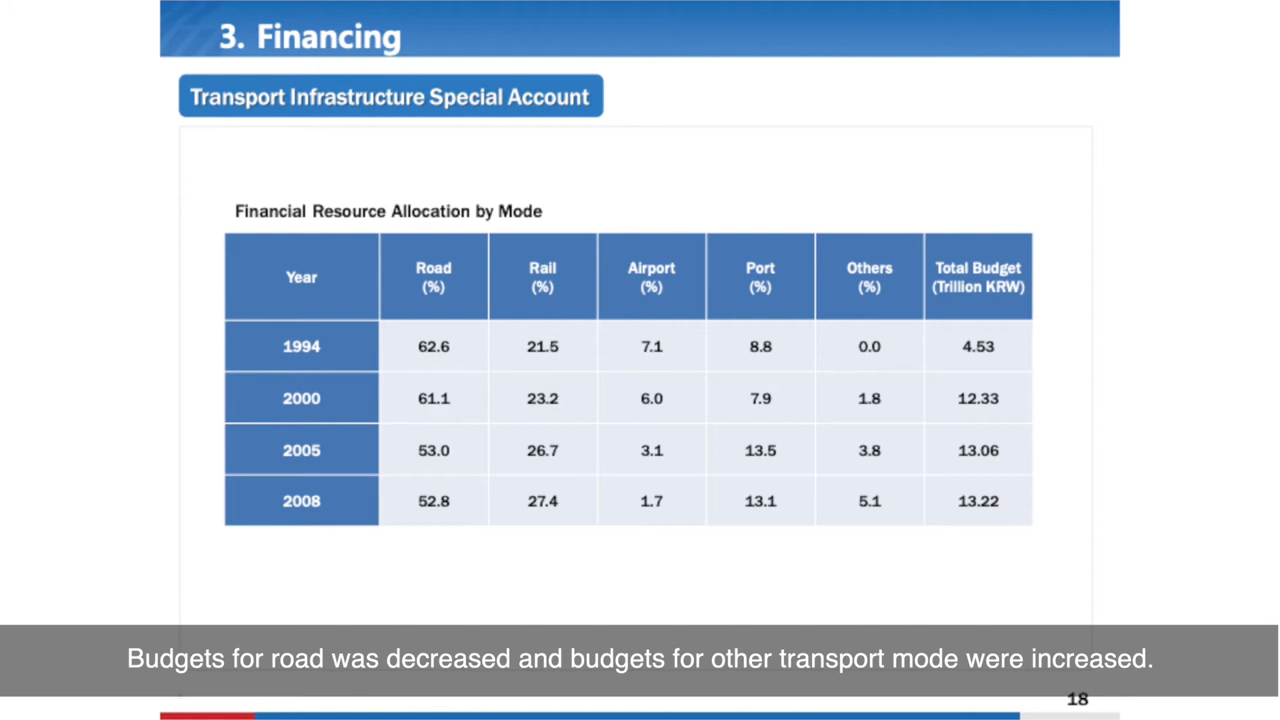 3. Financing
Transport Infrastructure Special Account
Financial Resource Allocation by Mode
Year Road (%) Rail (%) Airport (%) Port (%) Others (%) Total Budget (Trillion KRW)
1994 62.6 21.5 7.1 8.8 0.0 4.53
2000 61.1 23.2 6.0 7.9 1.8 12.33
2005 53.0 26.7 3.1 13.5 3.8 13.06
2008 52.8 27.4 1.7 13.1 5.1 13.22
Budgets for road was decreased and budgets for other transport mode were increased.
18